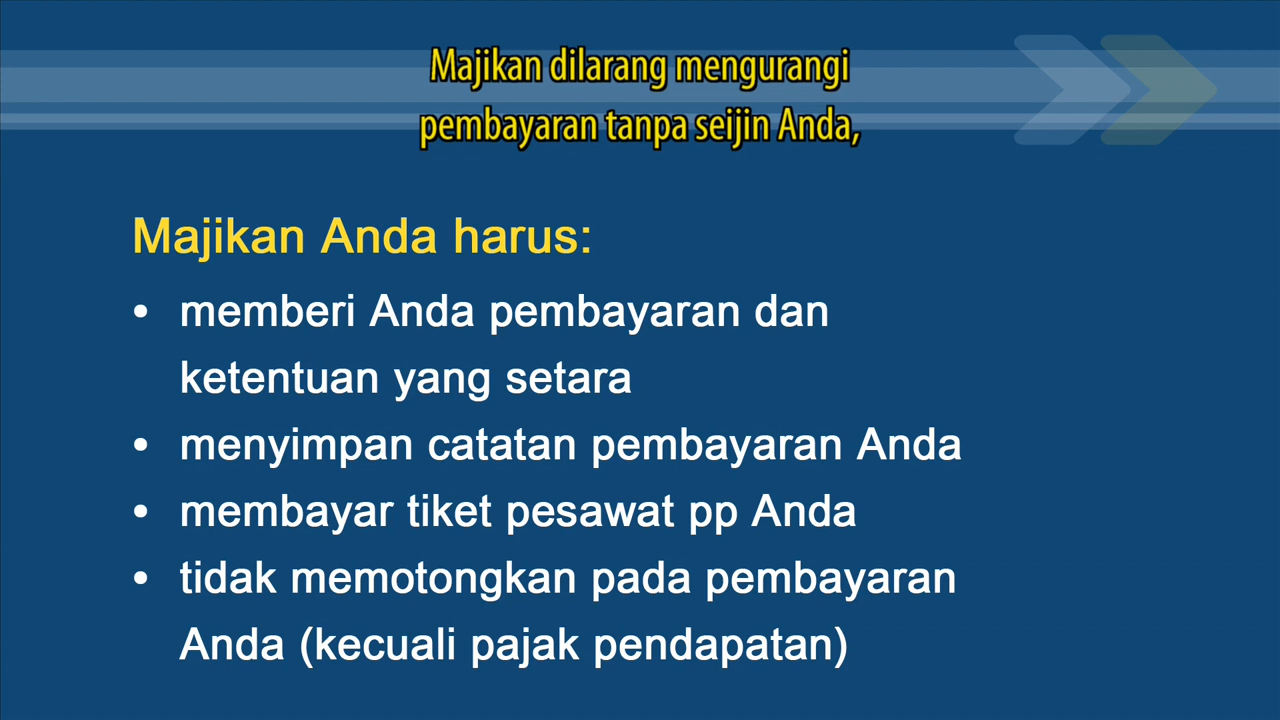 Majikan dilarang mengurangi
pembayaran tanpa seijin Anda,
Majikan Anda harus:
• memberi Anda pembayaran dan
ketentuan yang setara
• menyimpan catatan pembayaran Anda
• membayar tiket pesawat pp Anda
• tidak memotongkan pada pembayaran
Anda (kecuali pajak pendapatan)